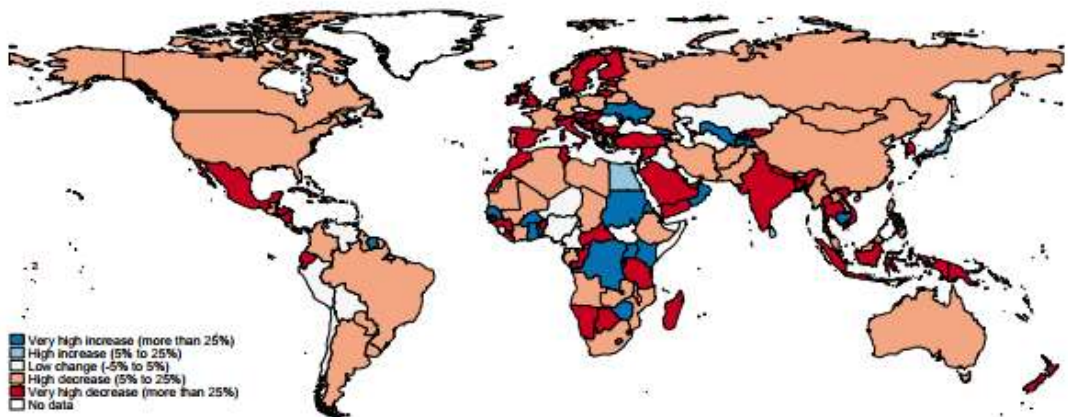 Very high increase (more than 25%)
High increase (5% to 25%)
Low change (-5% to 5%)
High decrease (5% to 25%)
Very high decrease (more than 25%)
No data